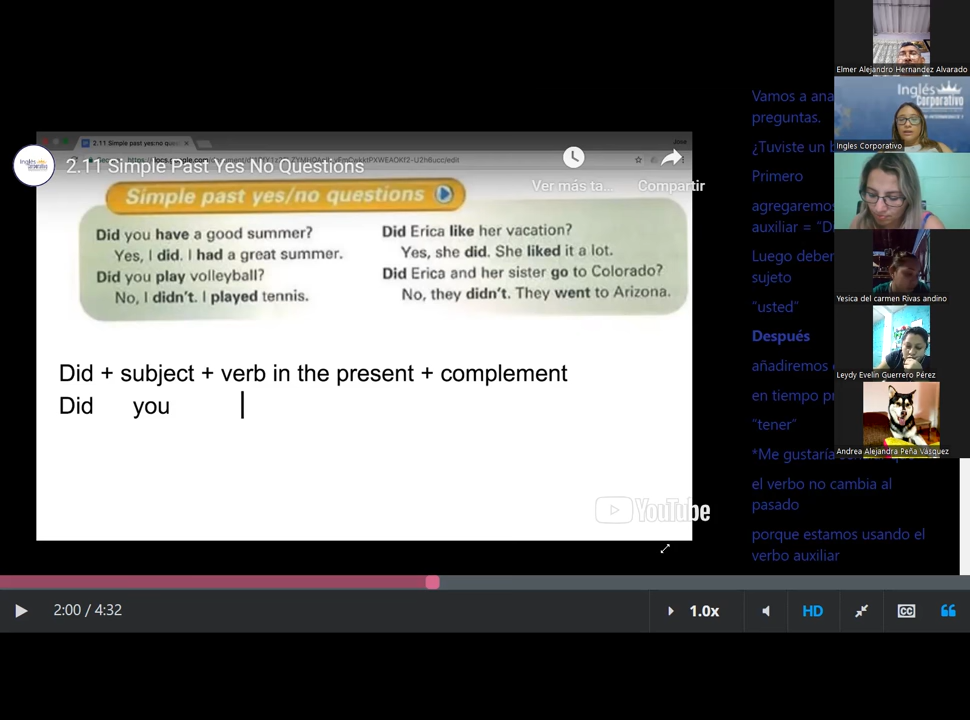 2.11 Simple Past Yes No Questions
Ver más ta...
Compartir
Simple past yes/no questions
Did you have a good summer?
Yes, I did. I had a great summer.
Did you play volleyball?
No, I didn't. I played tennis.
Did Erica like her vacation?
Yes, she did. She liked it a lot.
Did Erica and her sister go to Colorado?
No, they didn't. They went to Arizona.
Did + subject + verb in the present + complement
Did you
YouTube
Vamos a ana
preguntas.
¿Tuviste un
Primero
agregaremos
auxiliar =
Luego deber
sujeto
"usted"
Después
añadiremos
en tiempo
"tener"
*Me gustaría
el verbo no cambia al
pasado
porque estamos usando el
verbo auxiliar
Elmer Alejandro Hernandez Alvarado
Inglés
Corporativo
Ingles Corporativo
Yesica del carmen Rivas andino
Leydy Evelin Guerrero Pérez
Andrea Alejandra Peña Vásquez
2:00 / 4:32
1.0x
HD
CC